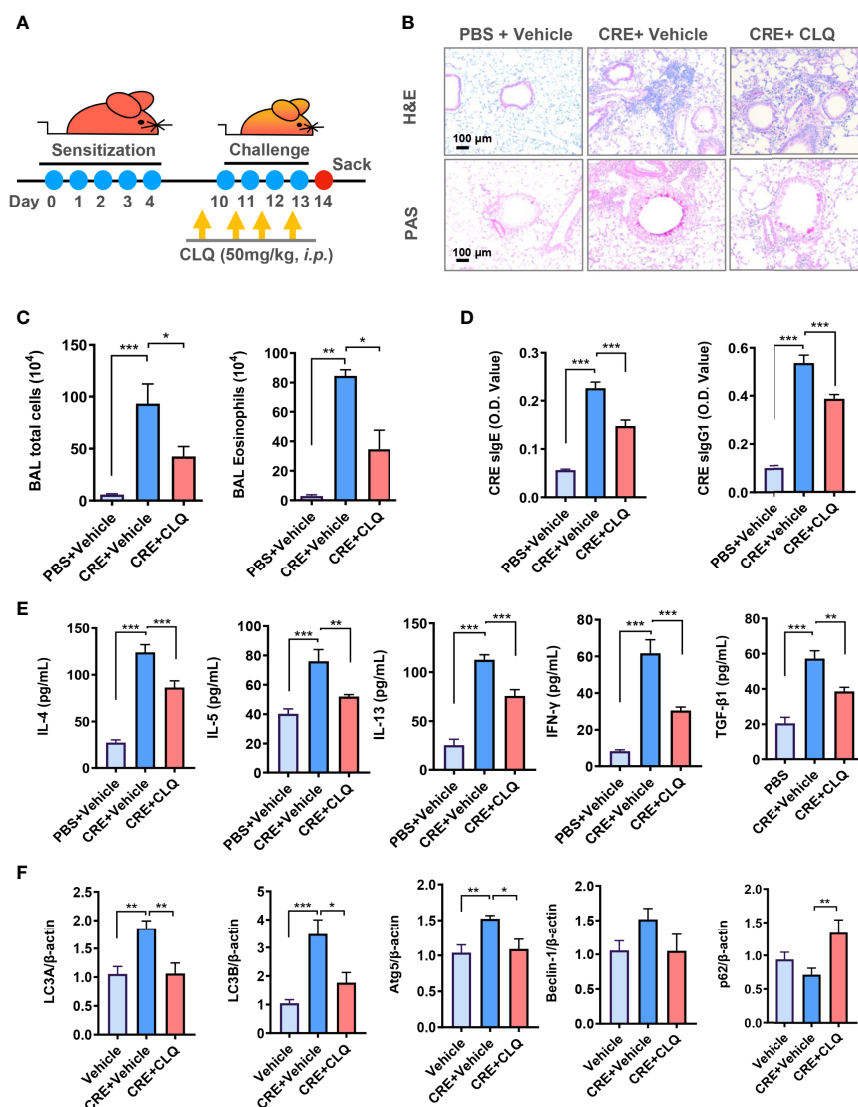 A
Sensitization
Challenge
Sack
Day 0 1 2 3 4 10 11 12 13 14
CLQ (50mg/kg, i.p.)
B
PBS + Vehicle CRE+ Vehicle CRE+ CLQ
H&E
100 μm
PAS
100 μm
C
BAL total cells (10⁴)
150
100
50
0
*** *
PBS+Vehicle
CRE+Vehicle
CRE+CLQ
BAL Eosinophils (10⁴)
100
80
60
40
20
0
** *
PBS+Vehicle
CRE+Vehicle
CRE+CLQ
D
CRE sIgE (O.D. Value)
0.3
0.2
0.1
0.0
*** ***
PBS+Vehicle
CRE+Vehicle
CRE+CLQ
CRE sIgG1 (O.D. Value)
0.6
0.4
0.2
0.0
*** ***
PBS+Vehicle
CRE+Vehicle
CRE+CLQ
E
IL-4 (pg/mL)
150
100
50
0
*** ***
PBS+Vehicle
CRE+Vehicle
CRE+CLQ
IL-5 (pg/mL)
100
80
60
40
20
0
*** **
PBS+Vehicle
CRE+Vehicle
CRE+CLQ
IL-13 (pg/mL)
150
100
50
0
*** ***
PBS+Vehicle
CRE+Vehicle
CRE+CLQ
IFN-γ (pg/mL)
80
60
40
20
0
*** ***
PBS+Vehicle
CRE+Vehicle
CRE+CLQ
TGF-β1 (pg/mL)
80
60
40
20
0
*** **
PBS
CRE+Vehicle
CRE+CLQ
F
LC3A/β-actin
2.5
2.0
1.5
1.0
0.5
0.0
** **
Vehicle
CRE+Vehicle
CRE+CLQ
LC3B/β-actin
5
4
3
2
1
0
*** *
Vehicle
CRE+Vehicle
CRE+CLQ
Atg5/β-actin
2.0
1.5
1.0
0.5
0.0
** *
Vehicle
CRE+Vehicle
CRE+CLQ
Beclin-1/β-actin
2.0
1.5
1.0
0.5
0.0
Vehicle
CRE+Vehicle
CRE+CLQ
p62/β-actin
2.0
1.5
1.0
0.5
0.0
**
Vehicle
CRE+Vehicle
CRE+CLQ